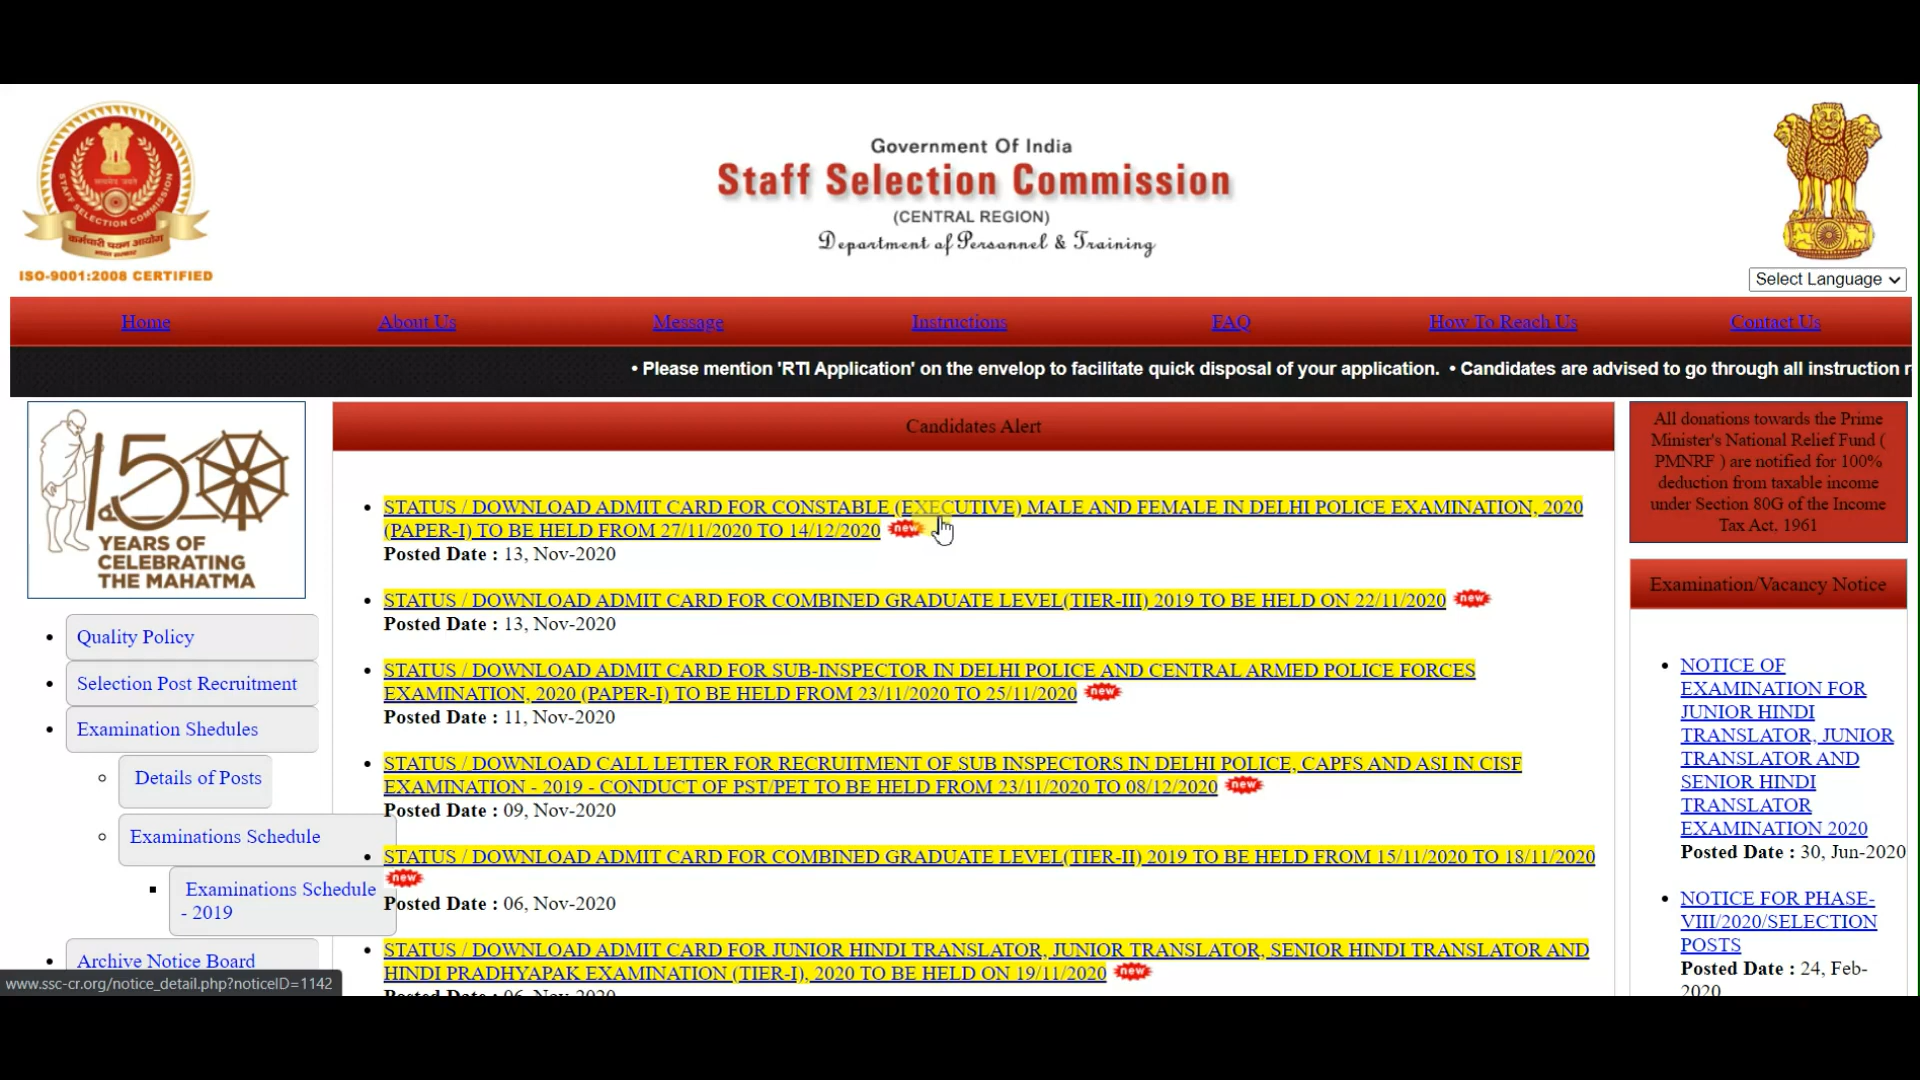 STAFF SELECTION COMMISSION
सत्यमेव जयते
कर्मचारी चयन आयोग
ISO-9001:2008 CERTIFIED
Government Of India
Staff Selection Commission
(CENTRAL REGION)
Department of Personnel & Training
Select Language
Home
About Us
Message
Instructions
FAQ
How To Reach Us
Contact Us
• Please mention 'RTI Application' on the envelop to facilitate quick disposal of your application. • Candidates are advised to go through all instruction r
150
YEARS OF
CELEBRATING
THE MAHATMA
Quality Policy
Selection Post Recruitment
Examination Shedules
Details of Posts
Examinations Schedule
Examinations Schedule
- 2019
Archive Notice Board
www.ssc-cr.org/notice_detail.php?noticeID=1142
Candidates Alert
STATUS / DOWNLOAD ADMIT CARD FOR CONSTABLE (EXECUTIVE) MALE AND FEMALE IN DELHI POLICE EXAMINATION, 2020
(PAPER-I) TO BE HELD FROM 27/11/2020 TO 14/12/2020 new
Posted Date : 13, Nov-2020
STATUS / DOWNLOAD ADMIT CARD FOR COMBINED GRADUATE LEVEL(TIER-III) 2019 TO BE HELD ON 22/11/2020 new
Posted Date : 13, Nov-2020
STATUS / DOWNLOAD ADMIT CARD FOR SUB-INSPECTOR IN DELHI POLICE AND CENTRAL ARMED POLICE FORCES
EXAMINATION, 2020 (PAPER-I) TO BE HELD FROM 23/11/2020 TO 25/11/2020 new
Posted Date : 11, Nov-2020
STATUS / DOWNLOAD CALL LETTER FOR RECRUITMENT OF SUB INSPECTORS IN DELHI POLICE, CAPFS AND ASI IN CISF
EXAMINATION - 2019 - CONDUCT OF PST/PET TO BE HELD FROM 23/11/2020 TO 08/12/2020 new
Posted Date : 09, Nov-2020
STATUS / DOWNLOAD ADMIT CARD FOR COMBINED GRADUATE LEVEL(TIER-II) 2019 TO BE HELD FROM 15/11/2020 TO 18/11/2020
new
Posted Date : 06, Nov-2020
STATUS / DOWNLOAD ADMIT CARD FOR JUNIOR HINDI TRANSLATOR, JUNIOR TRANSLATOR, SENIOR HINDI TRANSLATOR AND
HINDI PRADHYAPAK EXAMINATION (TIER-I), 2020 TO BE HELD ON 19/11/2020 new
Posted Date : 06, Nov-2020
All donations towards the Prime
Minister's National Relief Fund (
PMNRF ) are notified for 100%
deduction from taxable income
under Section 80G of the Income
Tax Act, 1961
Examination/Vacancy Notice
NOTICE OF
EXAMINATION FOR
JUNIOR HINDI
TRANSLATOR, JUNIOR
TRANSLATOR AND
SENIOR HINDI
TRANSLATOR
EXAMINATION 2020
Posted Date : 30, Jun-2020
NOTICE FOR PHASE-
VIII/2020/SELECTION
POSTS
Posted Date : 24, Feb-
2020